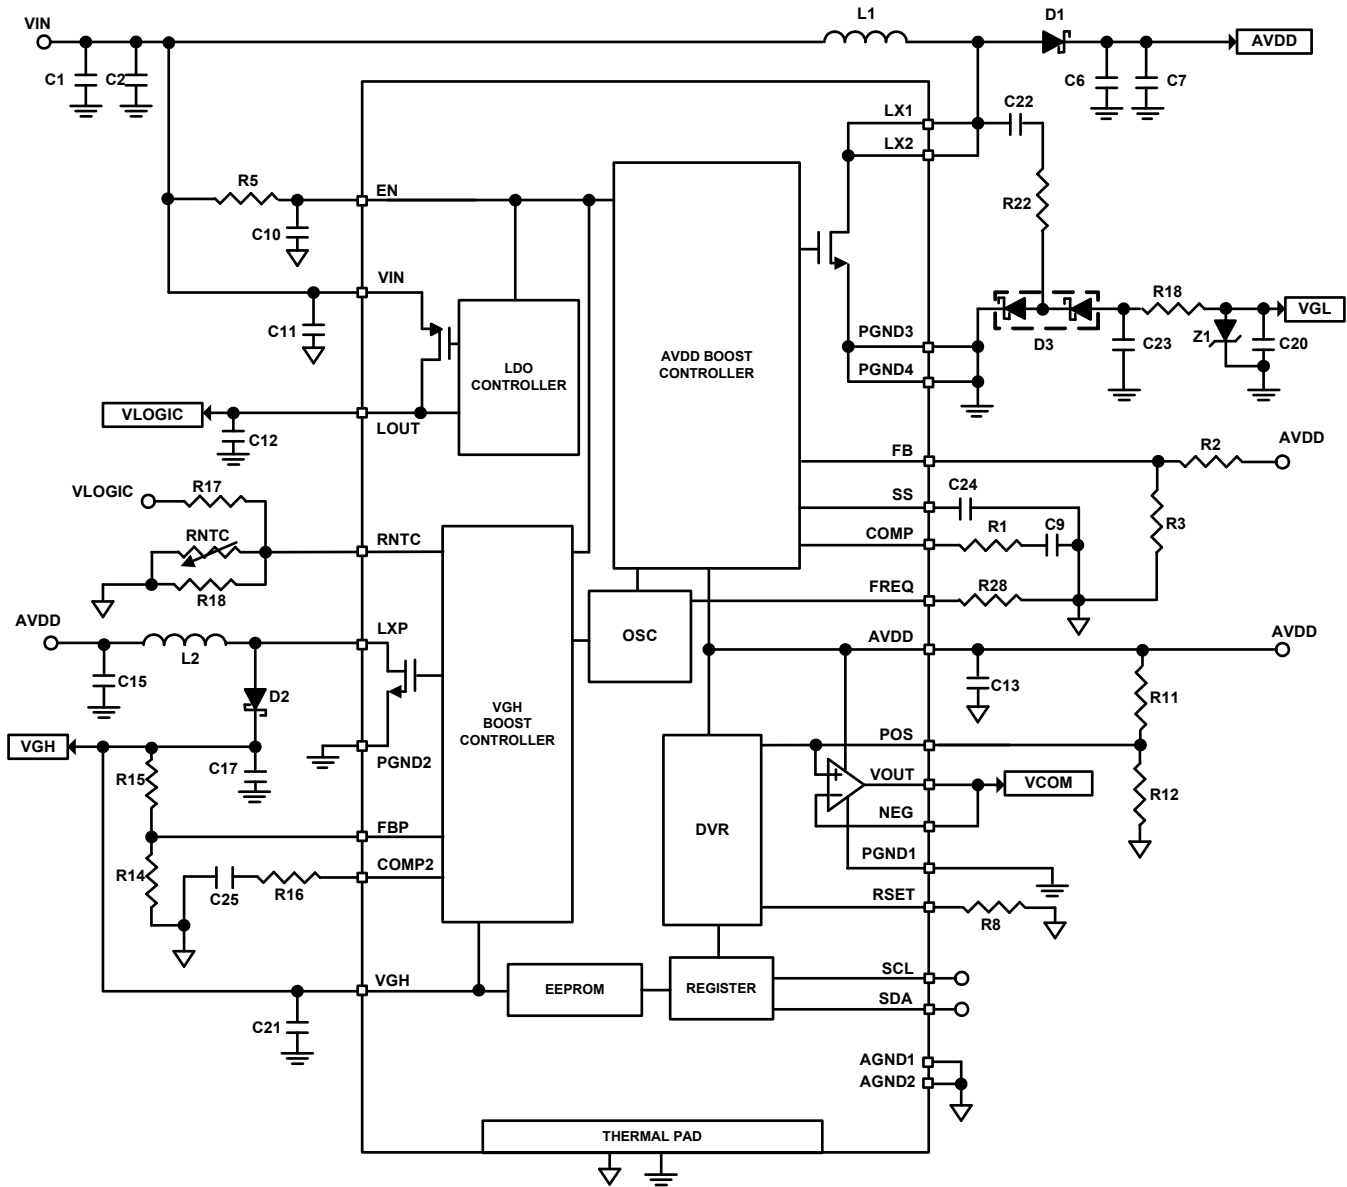 VIN
L1
D1
AVDD
C1
C2
C6
C7
C22
LX1
LX2
R5
EN
C10
R22
VIN
C11
R18
VGL
PGND3
D3
C23
Z1
C20
AVDD BOOST
CONTROLLER
LDO
CONTROLLER
PGND4
VLOGIC
LOUT
C12
FB
R2
AVDD
VLOGIC
R17
SS
C24
R3
RNTC
RNTC
COMP
R1
C9
R18
FREQ
R28
AVDD
LXP
OSC
AVDD
AVDD
L2
C15
D2
C13
R11
VGH
BOOST
CONTROLLER
VGH
PGND2
POS
R15
C17
VOUT
VCOM
R12
FBP
DVR
NEG
COMP2
PGND1
R14
C25
R16
RSET
R8
VGH
EEPROM
REGISTER
SCL
SDA
C21
AGND1
AGND2
THERMAL PAD